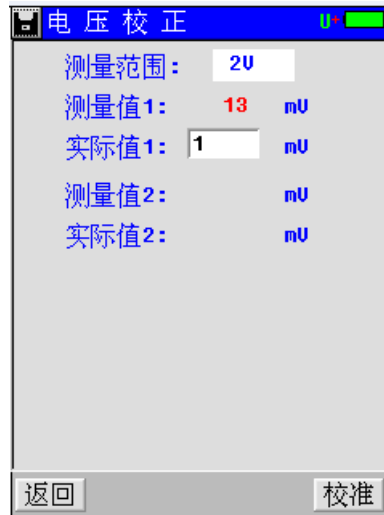 电压校正 U+
测量范围: 2V
测量值1: 13 mV
实际值1: 1 mV
测量值2: mV
实际值2: mV
返回 校准